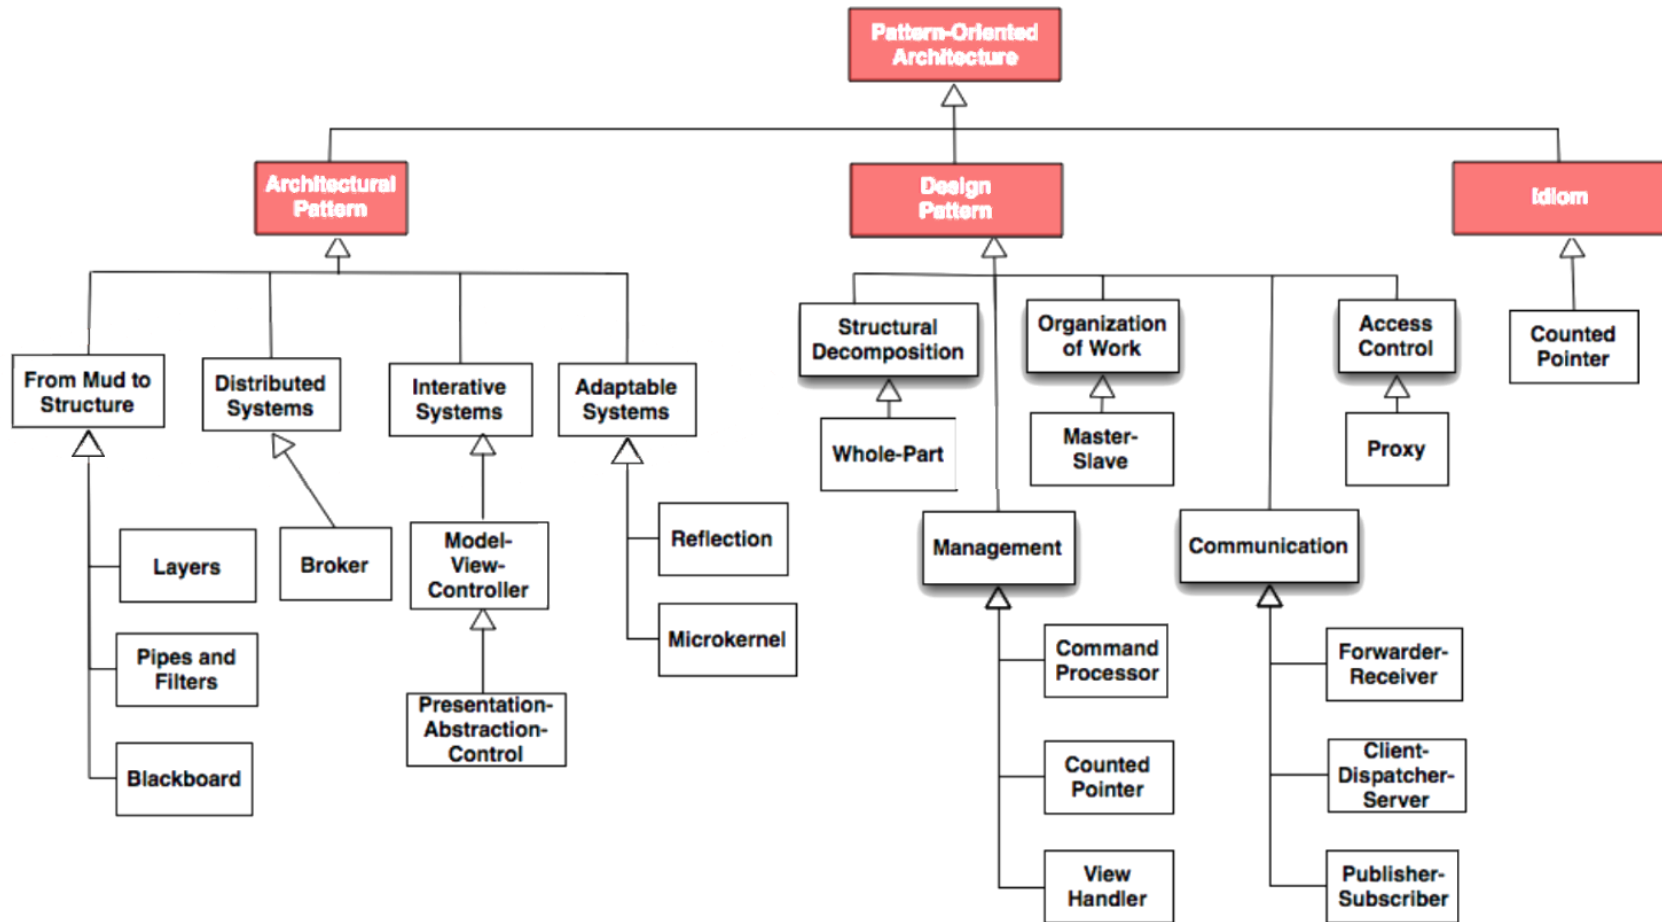 Pattern-Oriented
Architecture
Architectural
Pattern
Design
Pattern
Idiom
From Mud to
Structure
Distributed
Systems
Interative
Systems
Adaptable
Systems
Structural
Decomposition
Organization
of Work
Access
Control
Counted
Pointer
Whole-Part
Master-
Slave
Proxy
Layers
Broker
Model-
View-
Controller
Reflection
Management
Communication
Pipes and
Filters
Microkernel
Command
Processor
Forwarder-
Receiver
Blackboard
Presentation-
Abstraction-
Control
Counted
Pointer
Client-
Dispatcher-
Server
View
Handler
Publisher-
Subscriber